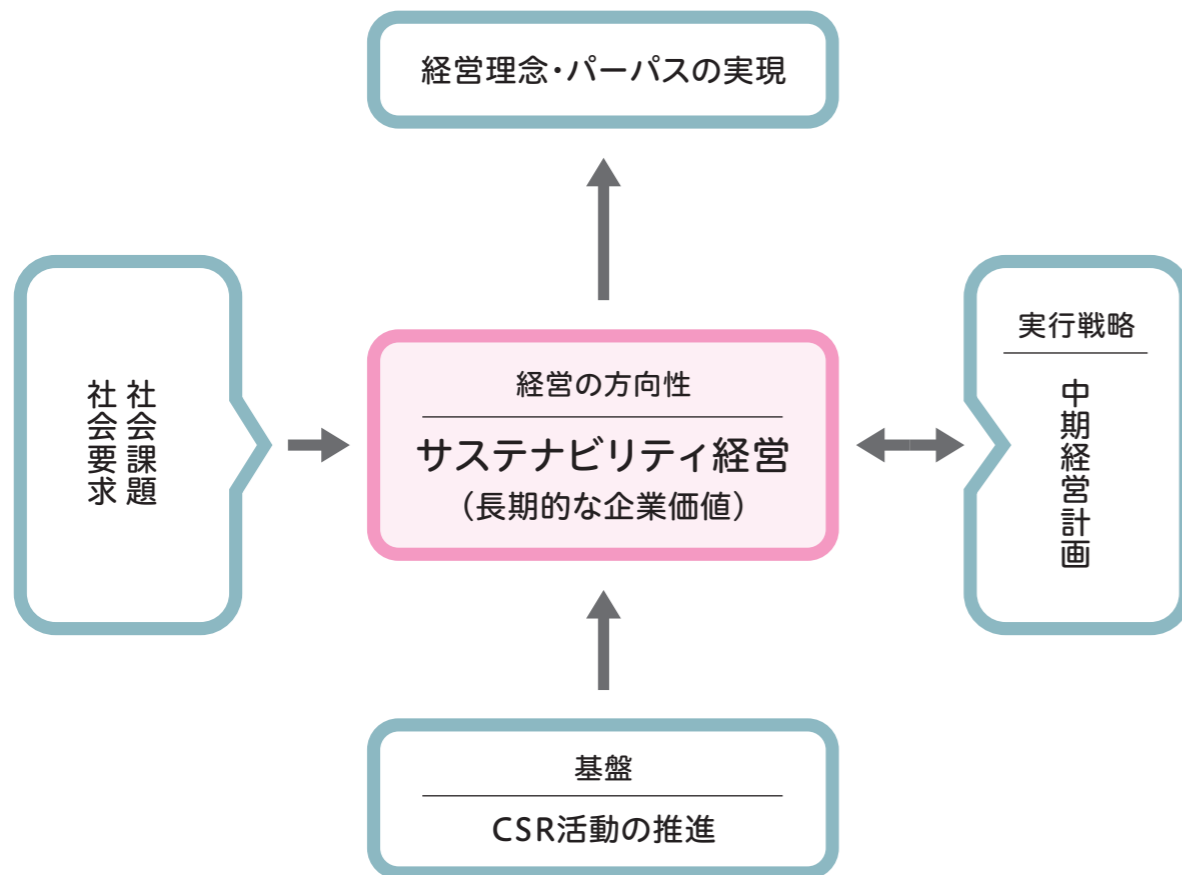 経営理念・パーパスの実現
社会課題
社会要求
経営の方向性
サステナビリティ経営
（長期的な企業価値）
実行戦略
中期経営計画
基盤
CSR活動の推進